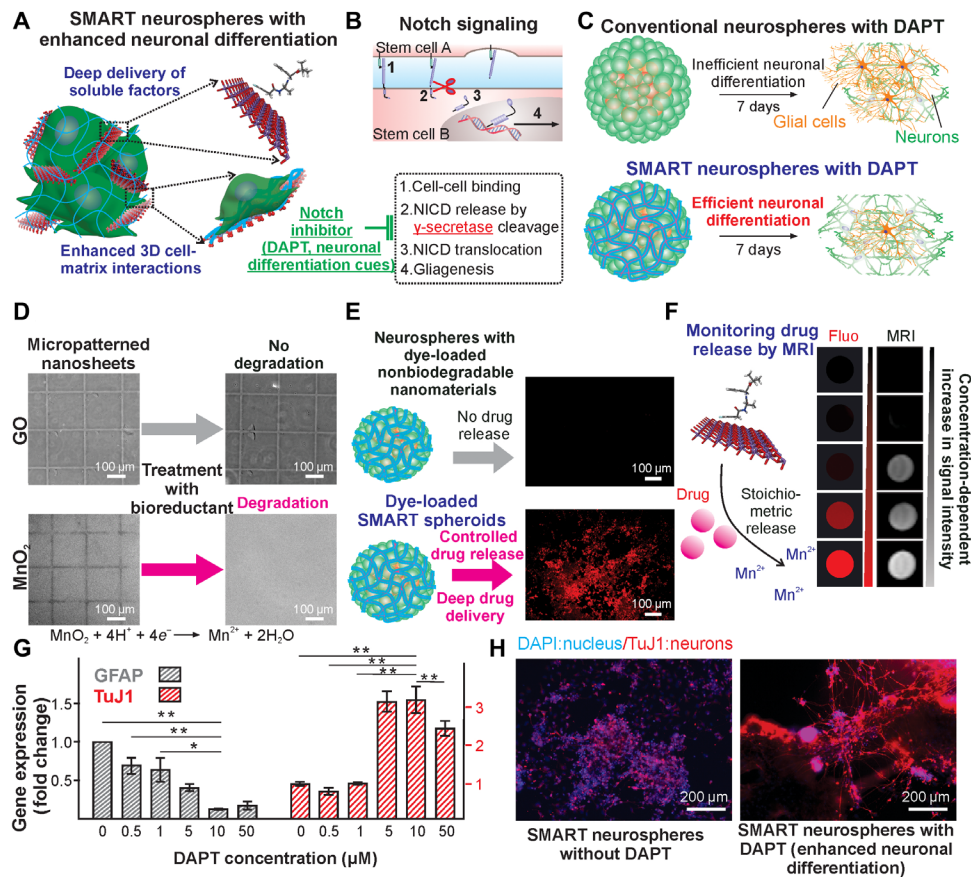 A
SMART neurospheres with
enhanced neuronal differentiation
Deep delivery of
soluble factors
Enhanced 3D cell-
matrix interactions
Notch
inhibitor
(DAPT, neuronal
differentiation cues)
B
Notch signaling
Stem cell A
1
2
3
4
Stem cell B
1.Cell-cell binding
2.NICD release by
γ-secretase cleavage
3.NICD translocation
4.Gliagenesis
C
Conventional neurospheres with DAPT
Inefficient neuronal
differentiation
7 days
Glial cells
Neurons
SMART neurospheres with DAPT
Efficient neuronal
differentiation
7 days
D
Micropatterned
nanosheets
No
degradation
GO
100 µm
100 µm
Treatment
with
bioreductant
Degradation
MnO2
100 µm
100 µm
MnO2 + 4H+ + 4e− → Mn2+ + 2H2O
E
Neurospheres with
dye-loaded
nonbiodegradable
nanomaterials
No drug
release
100 µm
Dye-loaded
SMART spheroids
Controlled
drug release
Deep drug
delivery
100 µm
F
Monitoring drug
release by MRI
Fluo
MRI
Drug
Stoichio-
metric
release
Mn2+
Mn2+
Mn2+
Concentration-dependent
increase in signal intensity
G
GFAP
TuJ1
Gene expression
(fold change)
1.5
1.0
0.5
** 
**
*
**
**
**
**
3
2
1
0 0.5 1 5 10 50 0 0.5 1 5 10 50
DAPT concentration (µM)
H
DAPI:nucleus/TuJ1:neurons
200 µm
200 µm
SMART neurospheres
without DAPT
SMART neurospheres with
DAPT (enhanced neuronal
differentiation)